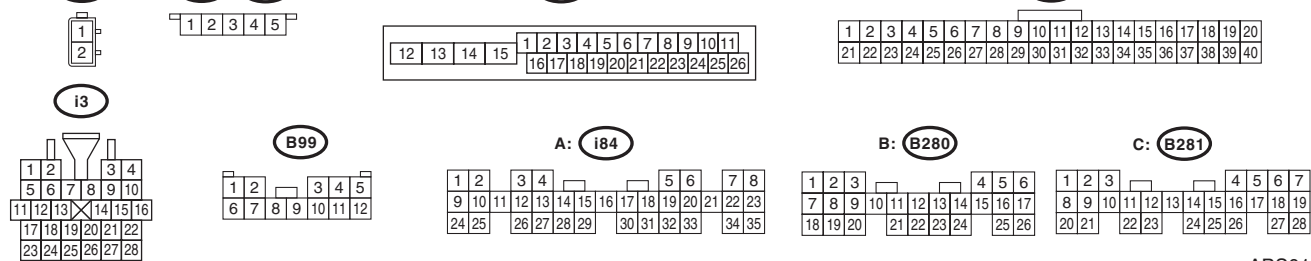 1
2
1 2 3 4 5
12 13 14 15
1 2 3 4 5 6 7 8 9 10 11
16 17 18 19 20 21 22 23 24 25 26
1 2 3 4 5 6 7 8 9 10 11 12 13 14 15 16 17 18 19 20
21 22 23 24 25 26 27 28 29 30 31 32 33 34 35 36 37 38 39 40
i3
1 2 3 4
5 6 7 8 9 10
11 12 13 14 15 16
17 18 19 20 21 22
23 24 25 26 27 28
B99
1 2 3 4 5
6 7 8 9 10 11 12
A: i84
1 2 3 4 5 6 7 8
9 10 11 12 13 14 15 16 17 18 19 20 21 22 23
24 25 26 27 28 29 30 31 32 33 34 35
B: B280
1 2 3 4 5 6
7 8 9 10 11 12 13 14 15 16 17
18 19 20 21 22 23 24 25 26
C: B281
1 2 3 4 5 6 7
8 9 10 11 12 13 14 15 16 17 18 19
20 21 22 23 24 25 26 27 28